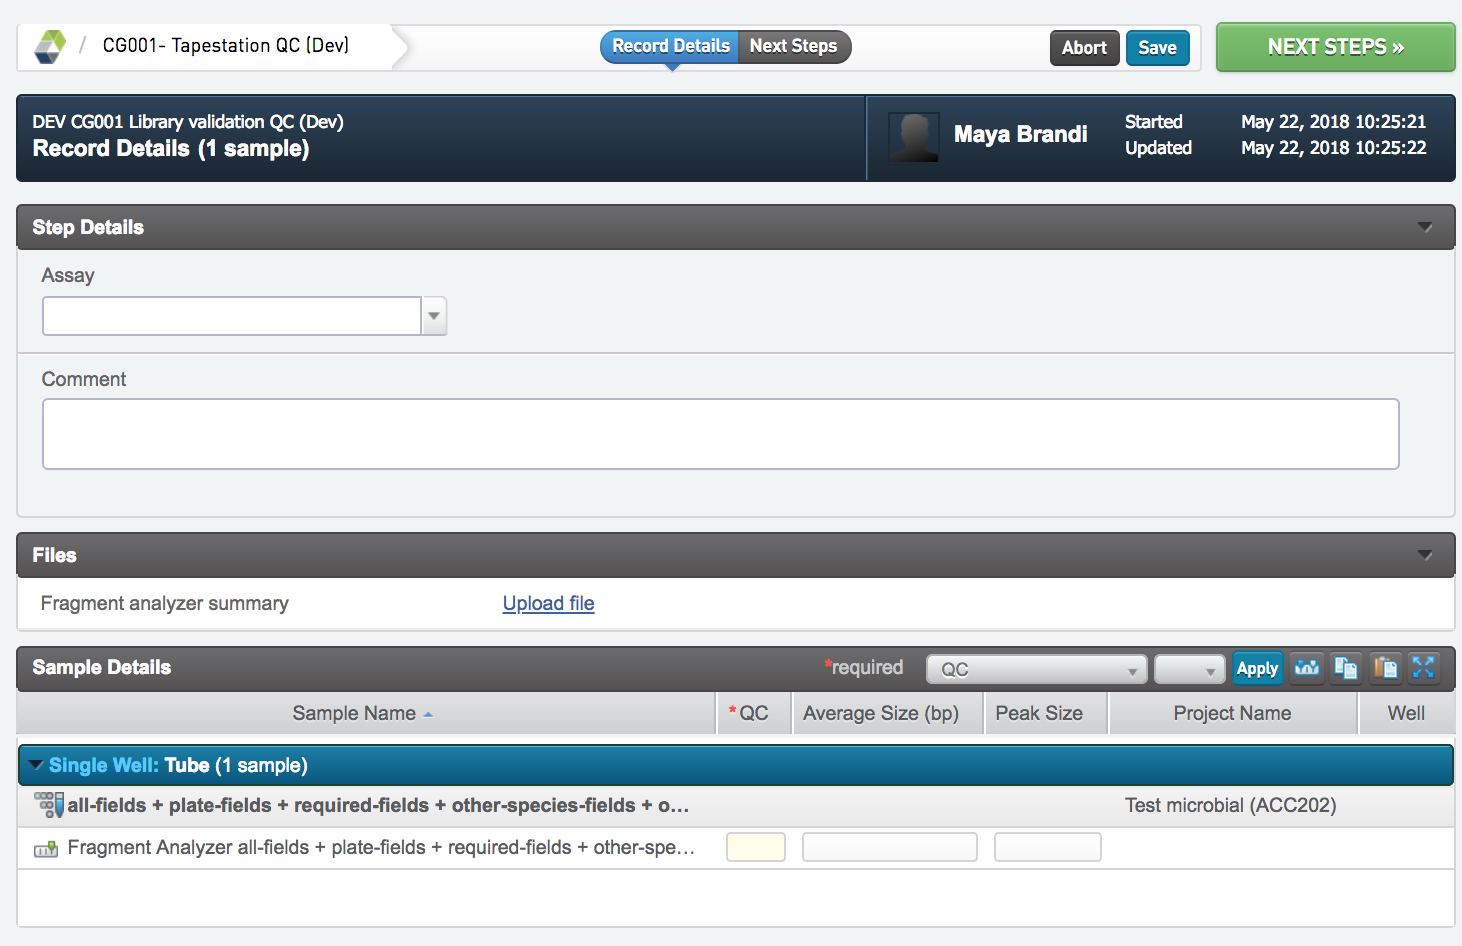 / CG001- Tapestation QC (Dev)
Record Details Next Steps
Abort Save
NEXT STEPS »
DEV CG001 Library validation QC (Dev)
Record Details (1 sample)
Maya Brandi
Started May 22, 2018 10:25:21
Updated May 22, 2018 10:25:22
Step Details
Assay
Comment
Files
Fragment analyzer summary Upload file
Sample Details *required QC Apply
Sample Name *QC Average Size (bp) Peak Size Project Name Well
Single Well: Tube (1 sample)
all-fields + plate-fields + required-fields + other-species-fields + o... Test microbial (ACC202)
Fragment Analyzer all-fields + plate-fields + required-fields + other-spe...